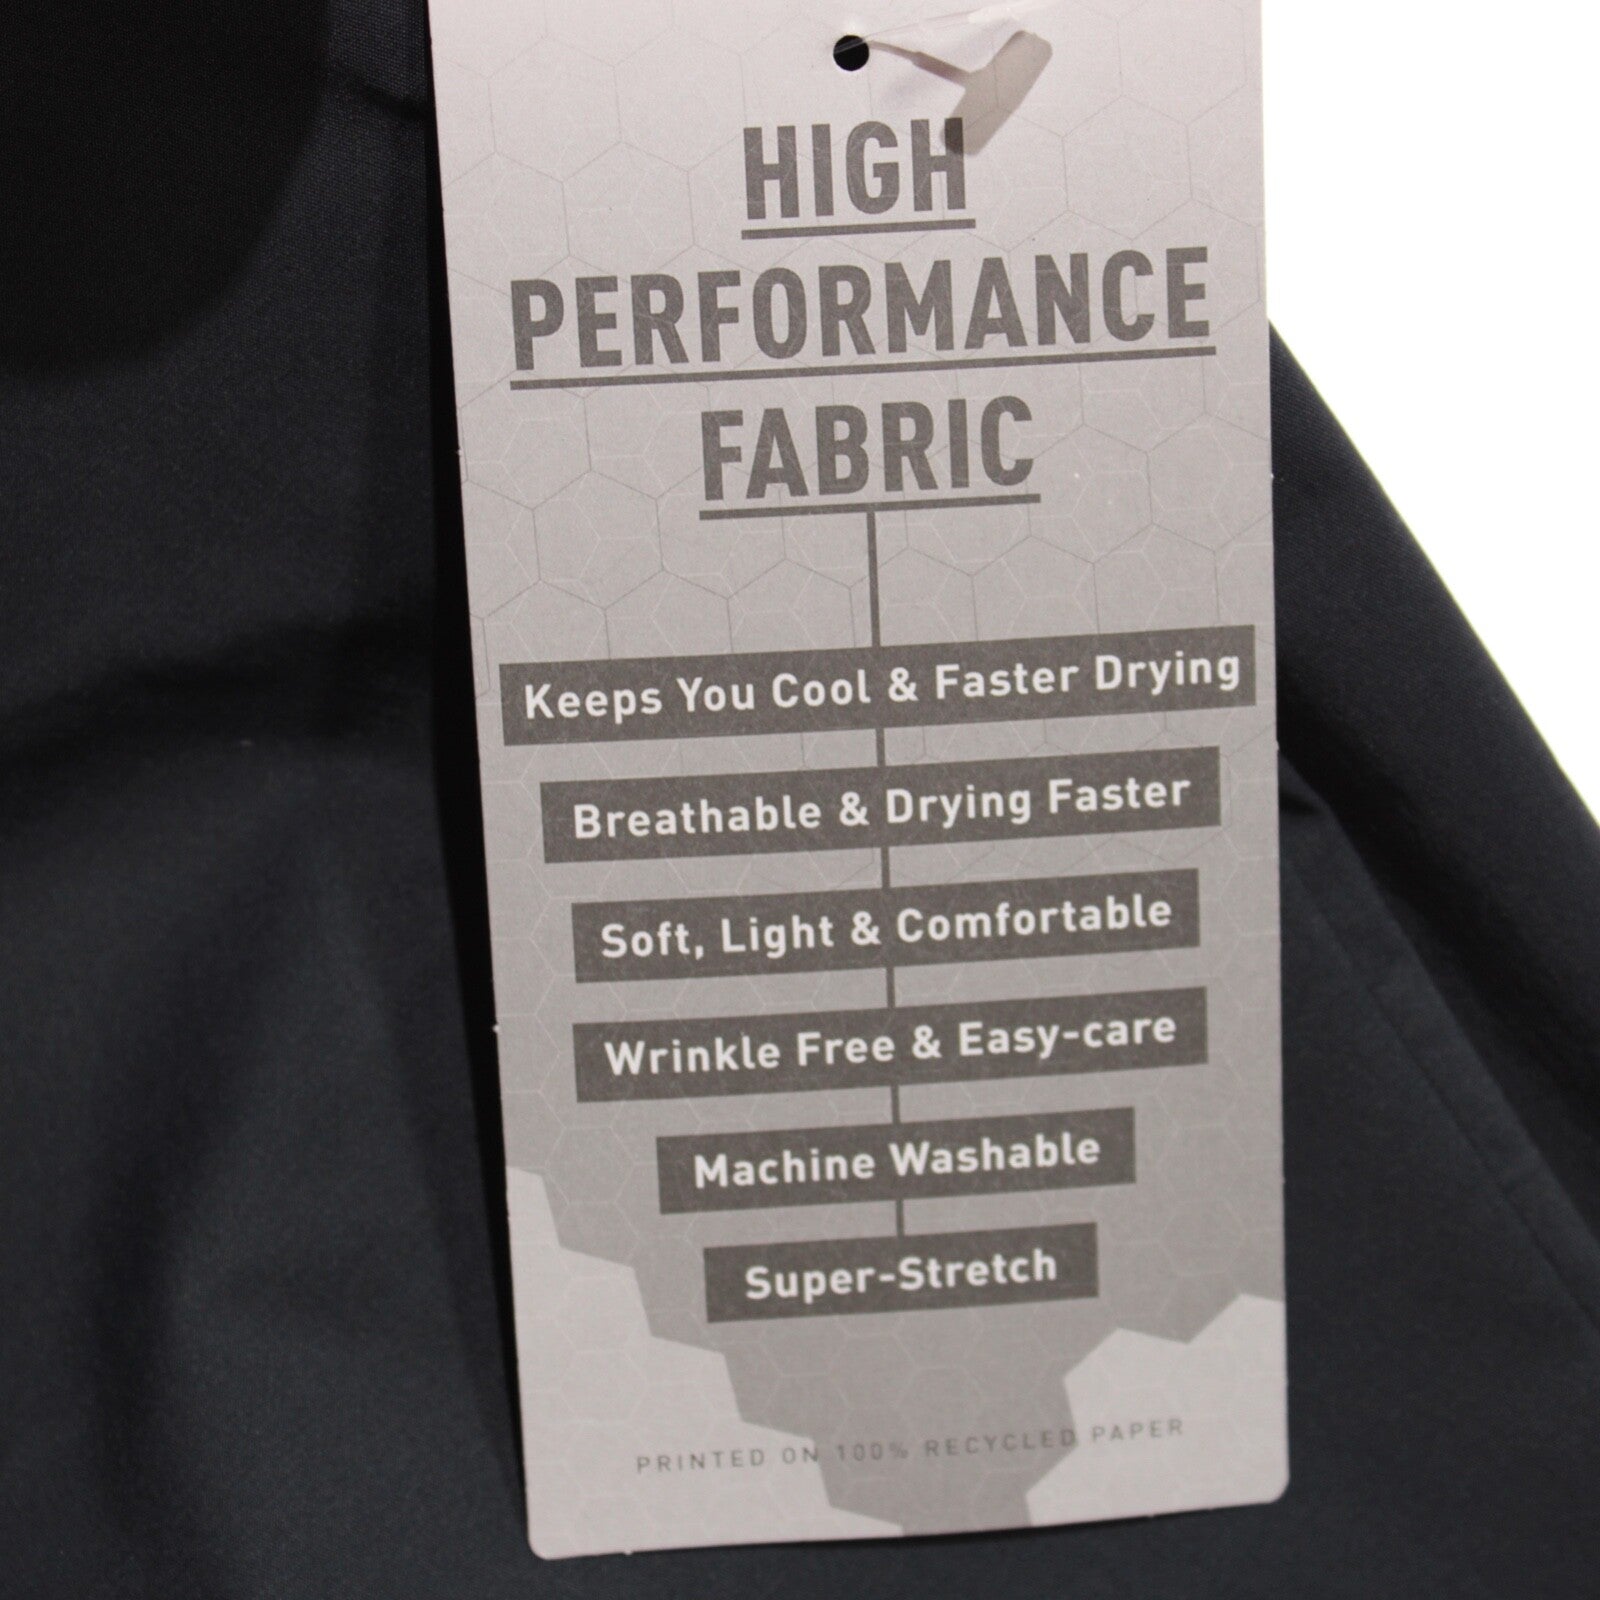 HIGH
PERFORMANCE
FABRIC
Keeps You Cool & Faster Drying
Breathable & Drying Faster
Soft, Light & Comfortable
Wrinkle Free & Easy-care
Machine Washable
Super-Stretch
PRINTED ON 100% RECYCLED PAPER